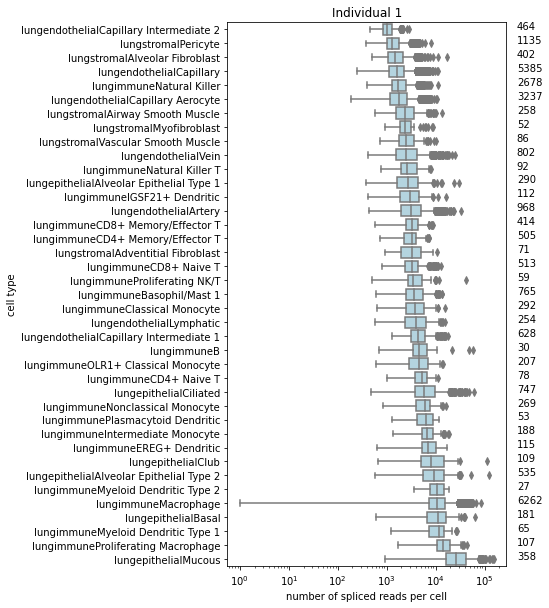 Individual 1
lungendothelialCapillary Intermediate 2 464
lungstromalPericyte 1135
lungstromalAlveolar Fibroblast 402
lungendothelialCapillary 5385
lungimmuneNatural Killer 2678
lungendothelialCapillary Aerocyte 3237
lungstromalAirway Smooth Muscle 258
lungstromalMyofibroblast 52
lungstromalVascular Smooth Muscle 86
lungendothelialVein 802
lungimmuneNatural Killer T 92
lungepithelialAlveolar Epithelial Type 1 290
lungimmuneIGSF21+ Dendritic 112
lungendothelialArtery 968
lungimmuneCD8+ Memory/Effector T 414
lungimmuneCD4+ Memory/Effector T 505
lungstromalAdventitial Fibroblast 71
lungimmuneCD8+ Naive T 513
lungimmuneProliferating NK/T 59
lungimmuneBasophil/Mast 1 765
lungimmuneClassical Monocyte 292
lungendothelialLymphatic 254
lungendothelialCapillary Intermediate 1 628
lungimmuneB 30
lungimmuneOLR1+ Classical Monocyte 207
lungimmuneCD4+ Naive T 78
lungepithelialCiliated 747
lungimmuneNonclassical Monocyte 269
lungimmunePlasmacytoid Dendritic 53
lungimmuneIntermediate Monocyte 188
lungimmuneEREG+ Dendritic 115
lungepithelialClub 109
lungepithelialAlveolar Epithelial Type 2 535
lungimmuneMyeloid Dendritic Type 2 27
lungimmuneMacrophage 6262
lungepithelialBasal 181
lungimmuneMyeloid Dendritic Type 1 65
lungimmuneProliferating Macrophage 107
lungepithelialMucous 358
cell type
10⁰ 10¹ 10² 10³ 10⁴ 10⁵
number of spliced reads per cell